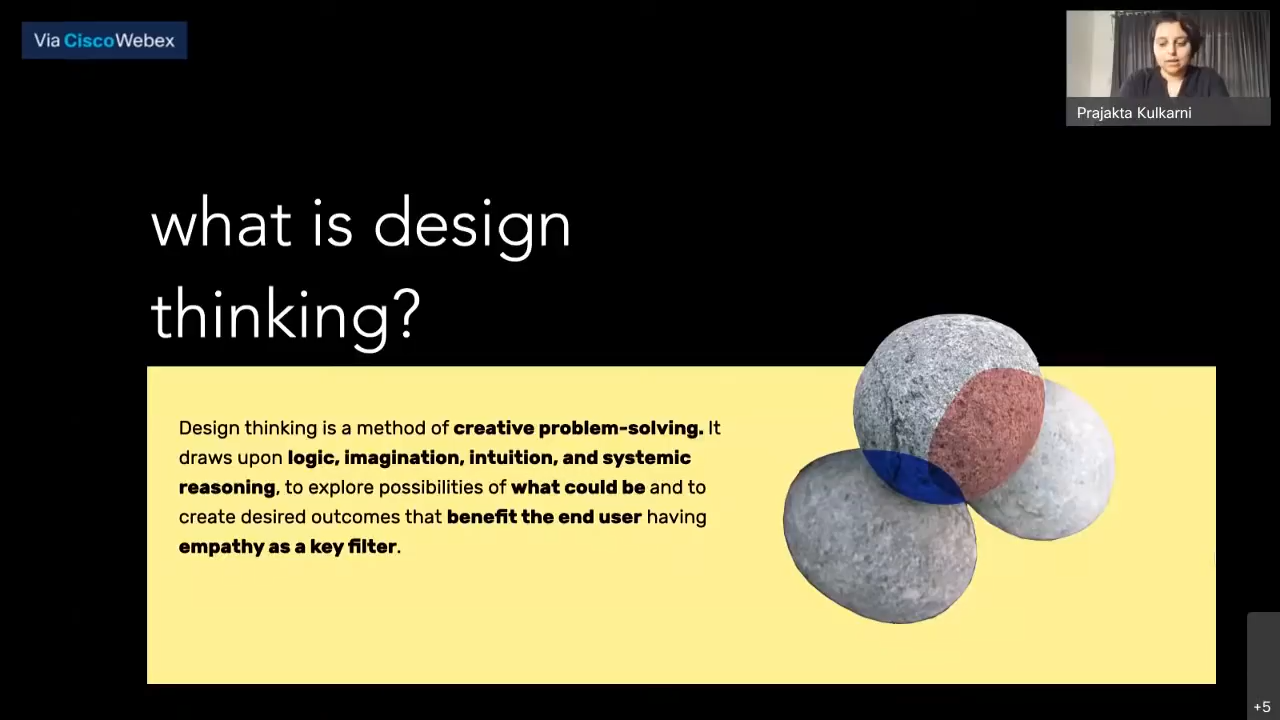 Via CiscoWebex
Prajakta Kulkarni
what is design
thinking?
Design thinking is a method of creative problem-solving. It
draws upon logic, imagination, intuition, and systemic
reasoning, to explore possibilities of what could be and to
create desired outcomes that benefit the end user having
empathy as a key filter.
+5